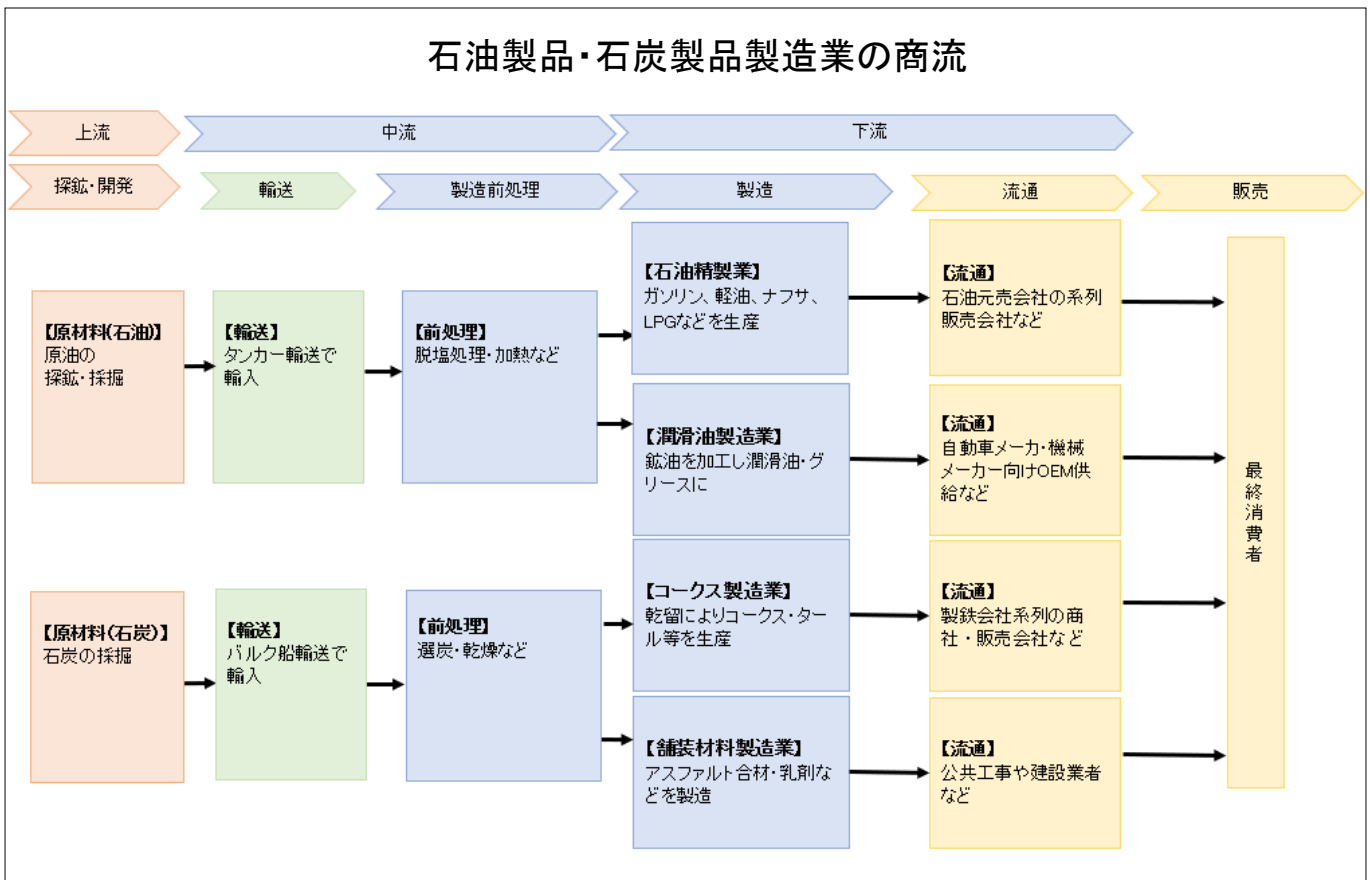 石油製品・石炭製品製造業の商流
上流
中流
下流
探鉱・開発
輸送
製造前処理
製造
流通
販売
【原材料(石油)】
原油の
探鉱・採掘
【輸送】
タンカー輸送で
輸入
【前処理】
脱塩処理・加熱など
【石油精製業】
ガソリン、軽油、ナフサ、
LPGなどを生産
【流通】
石油元売会社の系列
販売会社など
【潤滑油製造業】
鉱油を加工し潤滑油・グ
リースに
【流通】
自動車メーカ・機械
メーカー向けOEM供
給など
【原材料(石炭)】
石炭の採掘
【輸送】
バルク船輸送で
輸入
【前処理】
選炭・乾燥など
【コークス製造業】
乾留によりコークス・ター
ル等を生産
【流通】
製鉄会社系列の商
社・販売会社など
【舗装材料製造業】
アスファルト合材・乳剤な
どを製造
【流通】
公共工事や建設業者
など
最終消費者